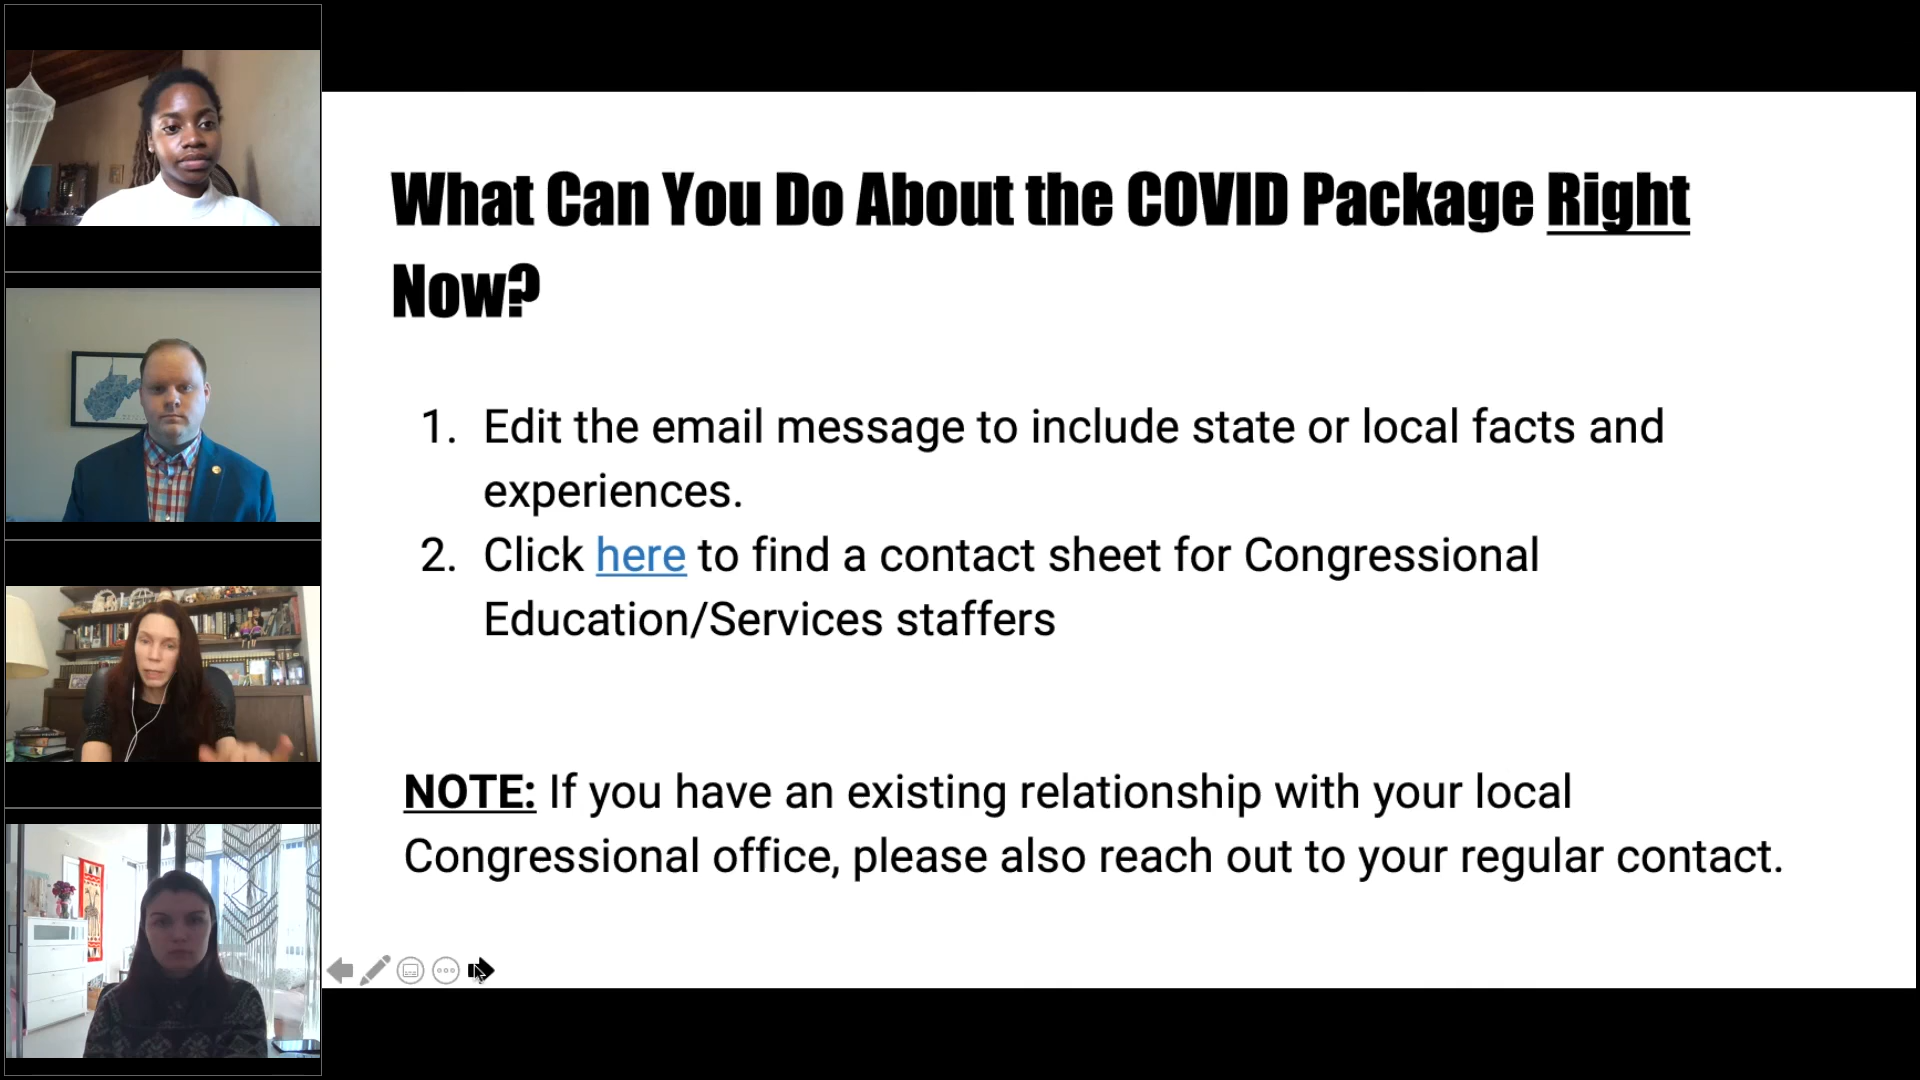 What Can You Do About the COVID Package Right
Now?
1. Edit the email message to include state or local facts and
experiences.
2. Click here to find a contact sheet for Congressional
Education/Services staffers
NOTE: If you have an existing relationship with your local
Congressional office, please also reach out to your regular contact.